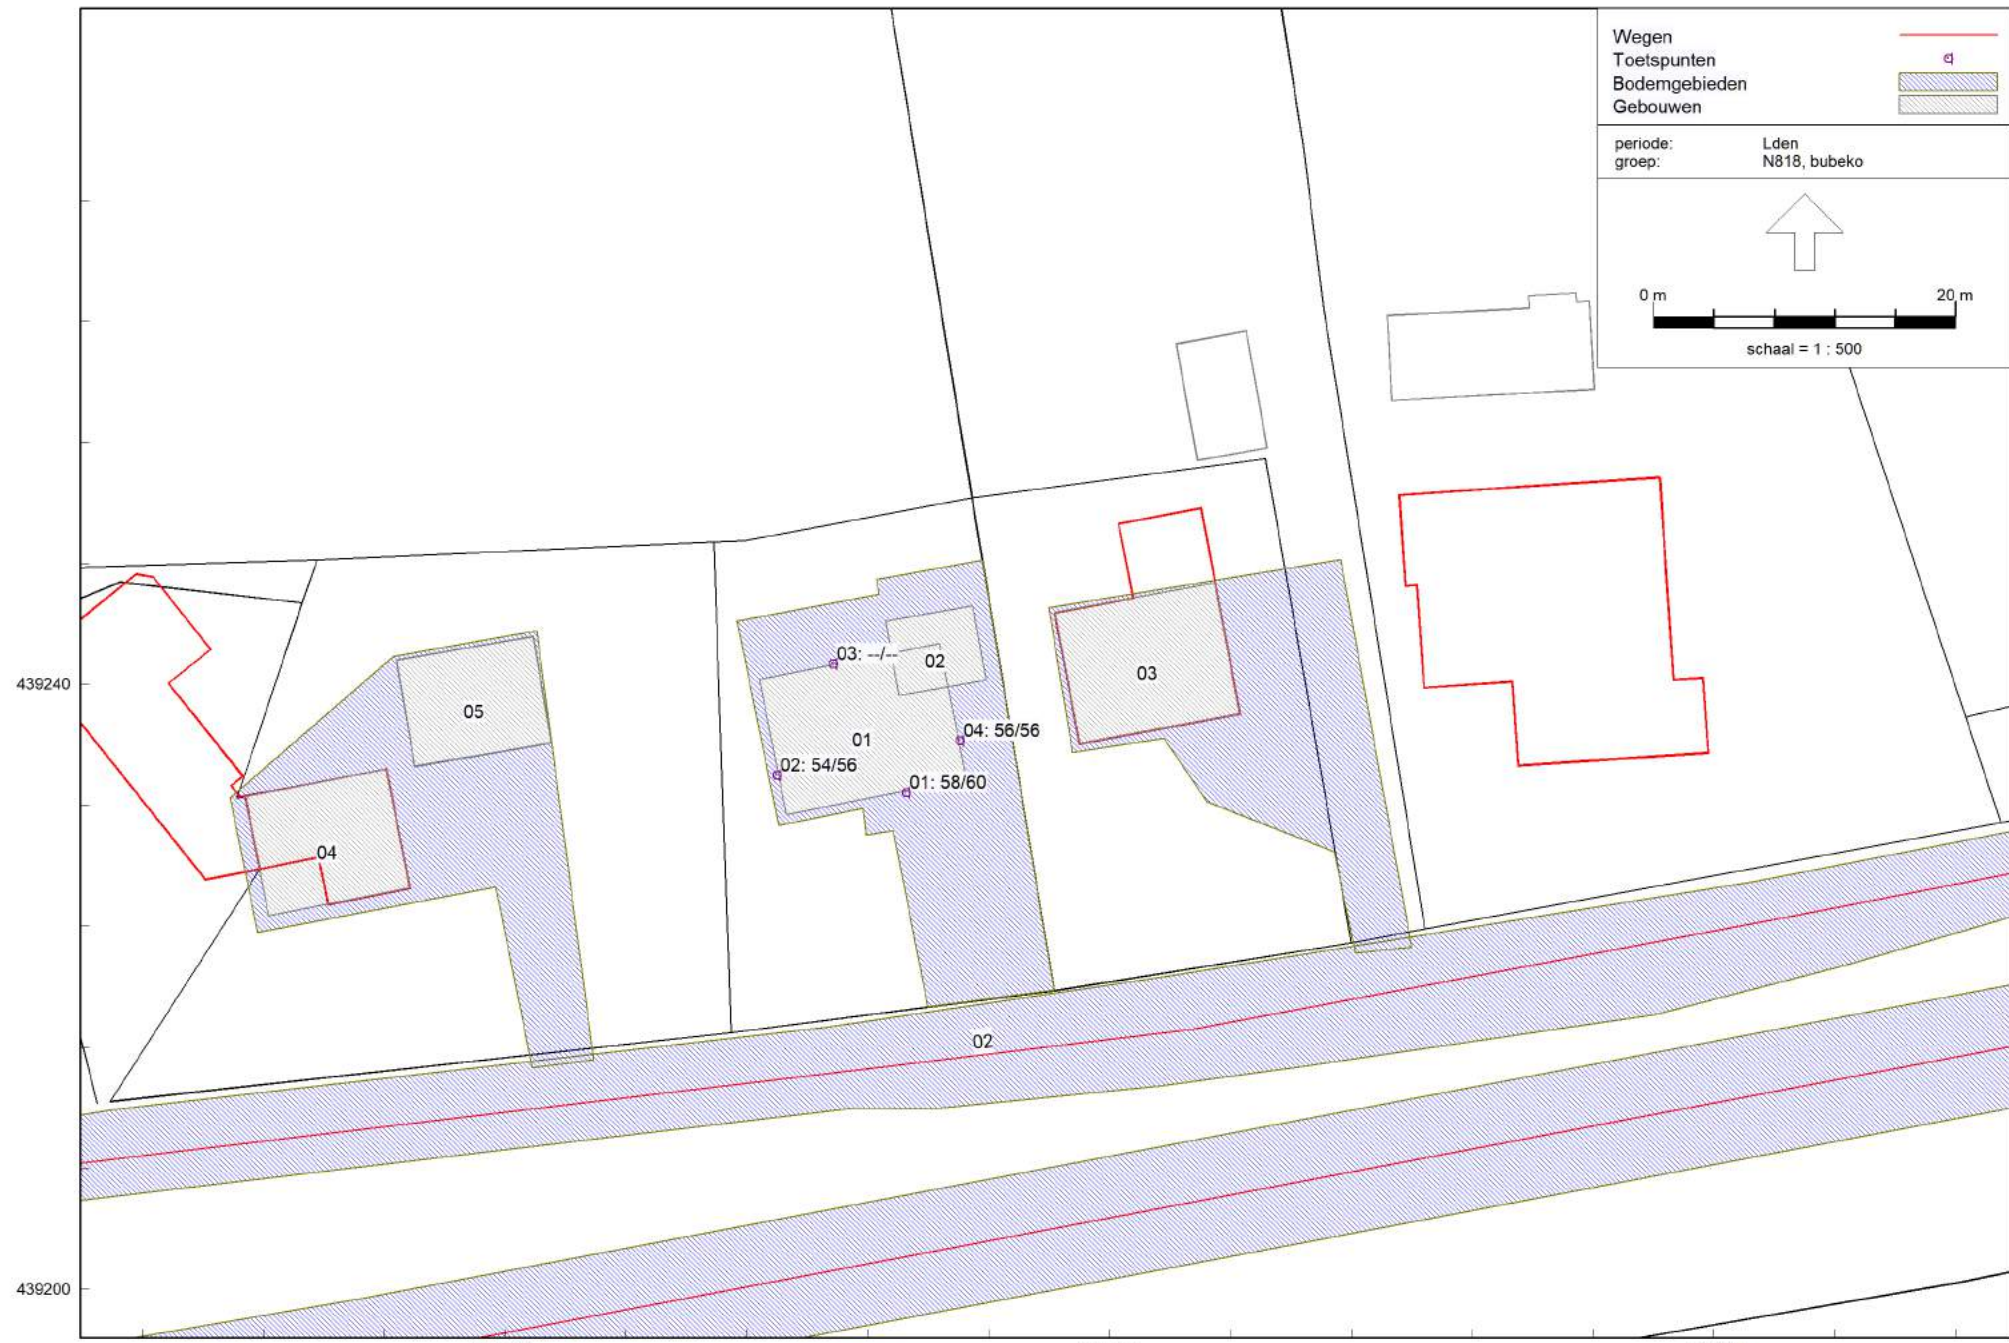 Wegen
Toetspunten
Bodemgebieden
Gebouwen
periode: Lden
groep: N818, bubeko
0 m 20 m
schaal = 1 : 500
03: --/--
02
03
439240
05
01
04: 56/56
02: 54/56
01: 58/60
04
02
439200